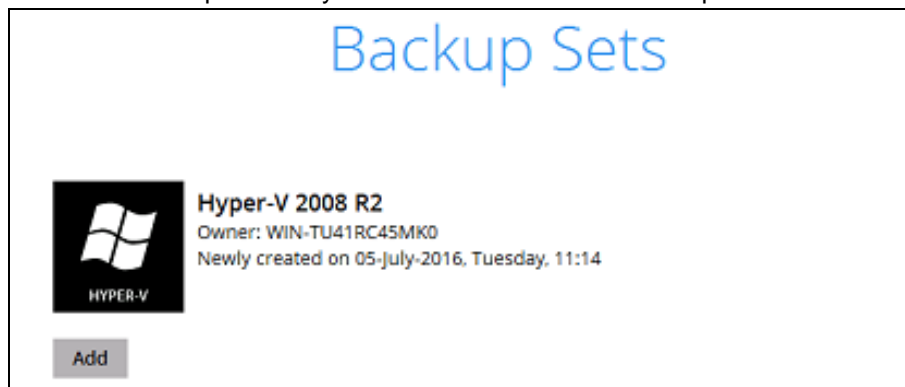 Backup Sets
Hyper-V 2008 R2
Owner: WIN-TU41RC45MK0
Newly created on 05-July-2016, Tuesday, 11:14
HYPER-V
Add